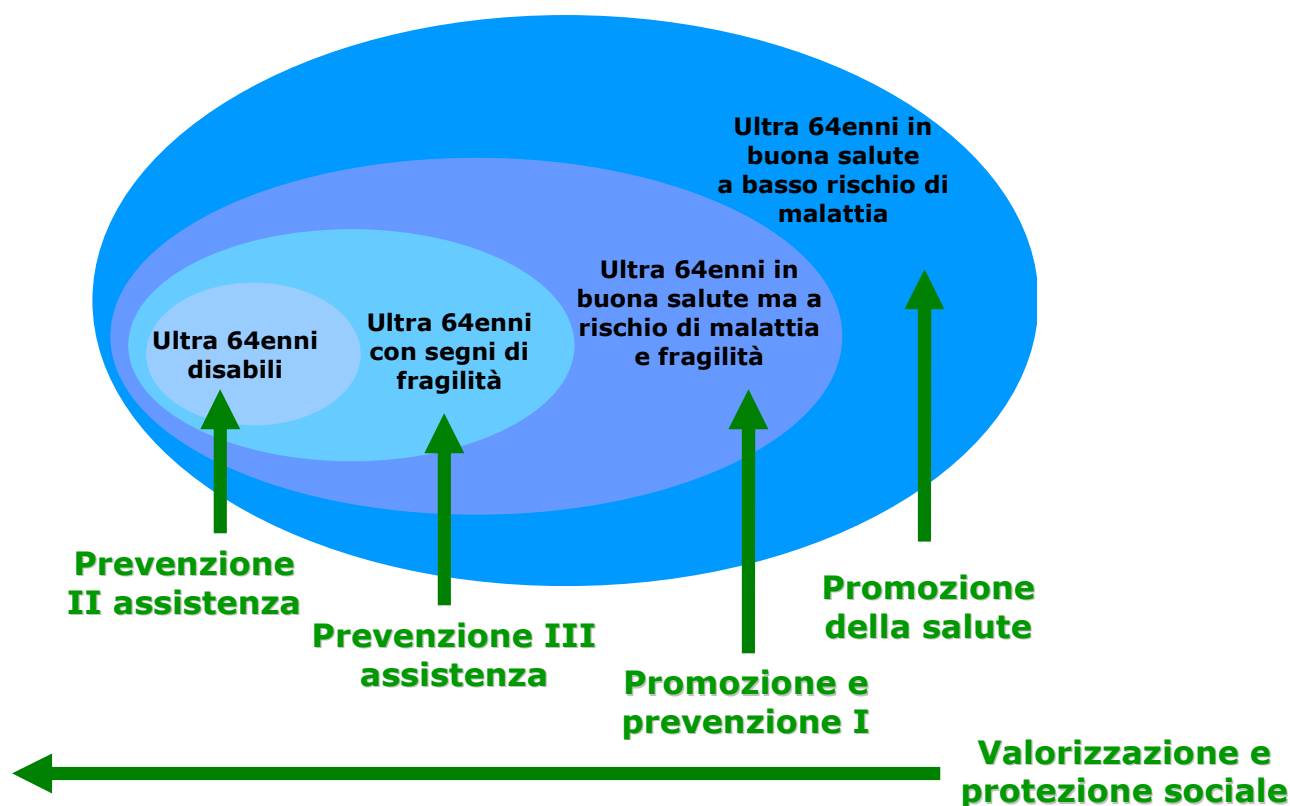 Ultra 64enni in
buona salute
a basso rischio di
malattia
Ultra 64enni in
buona salute ma a
rischio di malattia
e fragilità
Ultra 64enni
con segni di
fragilità
Ultra 64enni
disabili
Prevenzione
II assistenza
Prevenzione III
assistenza
Promozione e
prevenzione I
Promozione
della salute
Valorizzazione e
protezione sociale